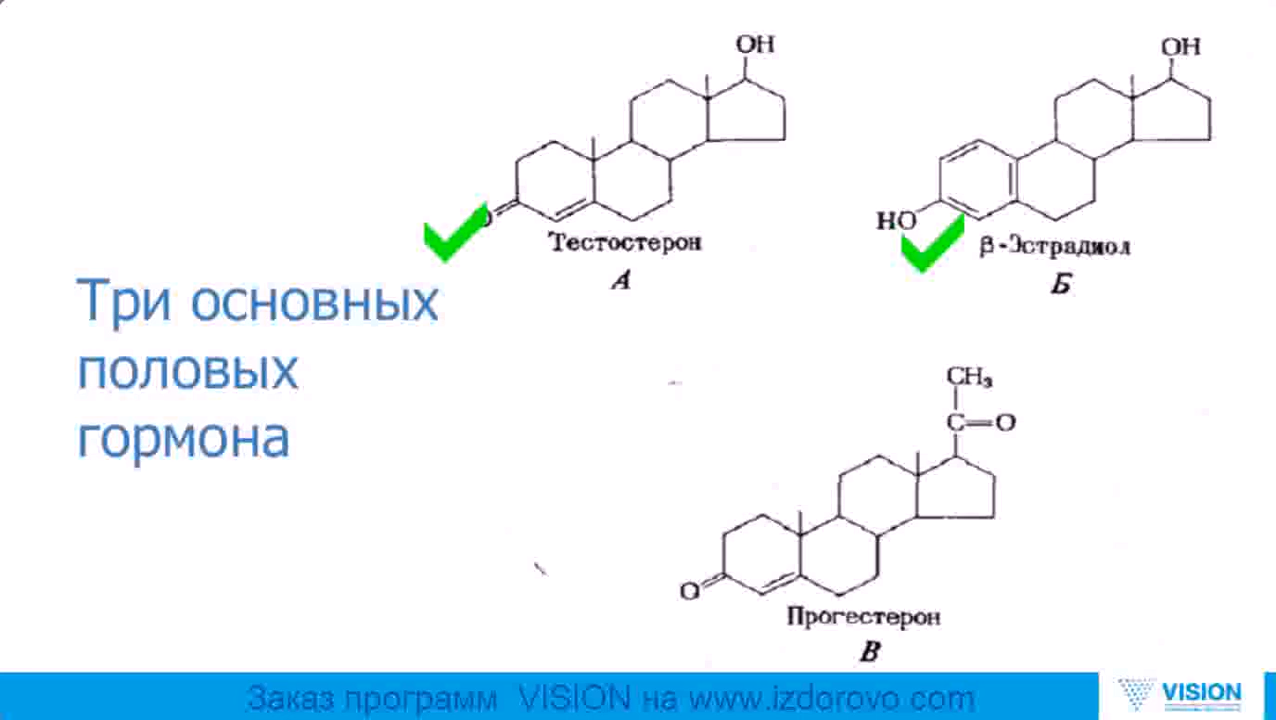 OH
O
Тестостерон
А
OH
HO
β-Эстрадиол
Б
Три основных
половых
гормона
CH₃
C=O
O
Прогестерон
В
Заказ программ VISION на www.izdorovo.com
VISION